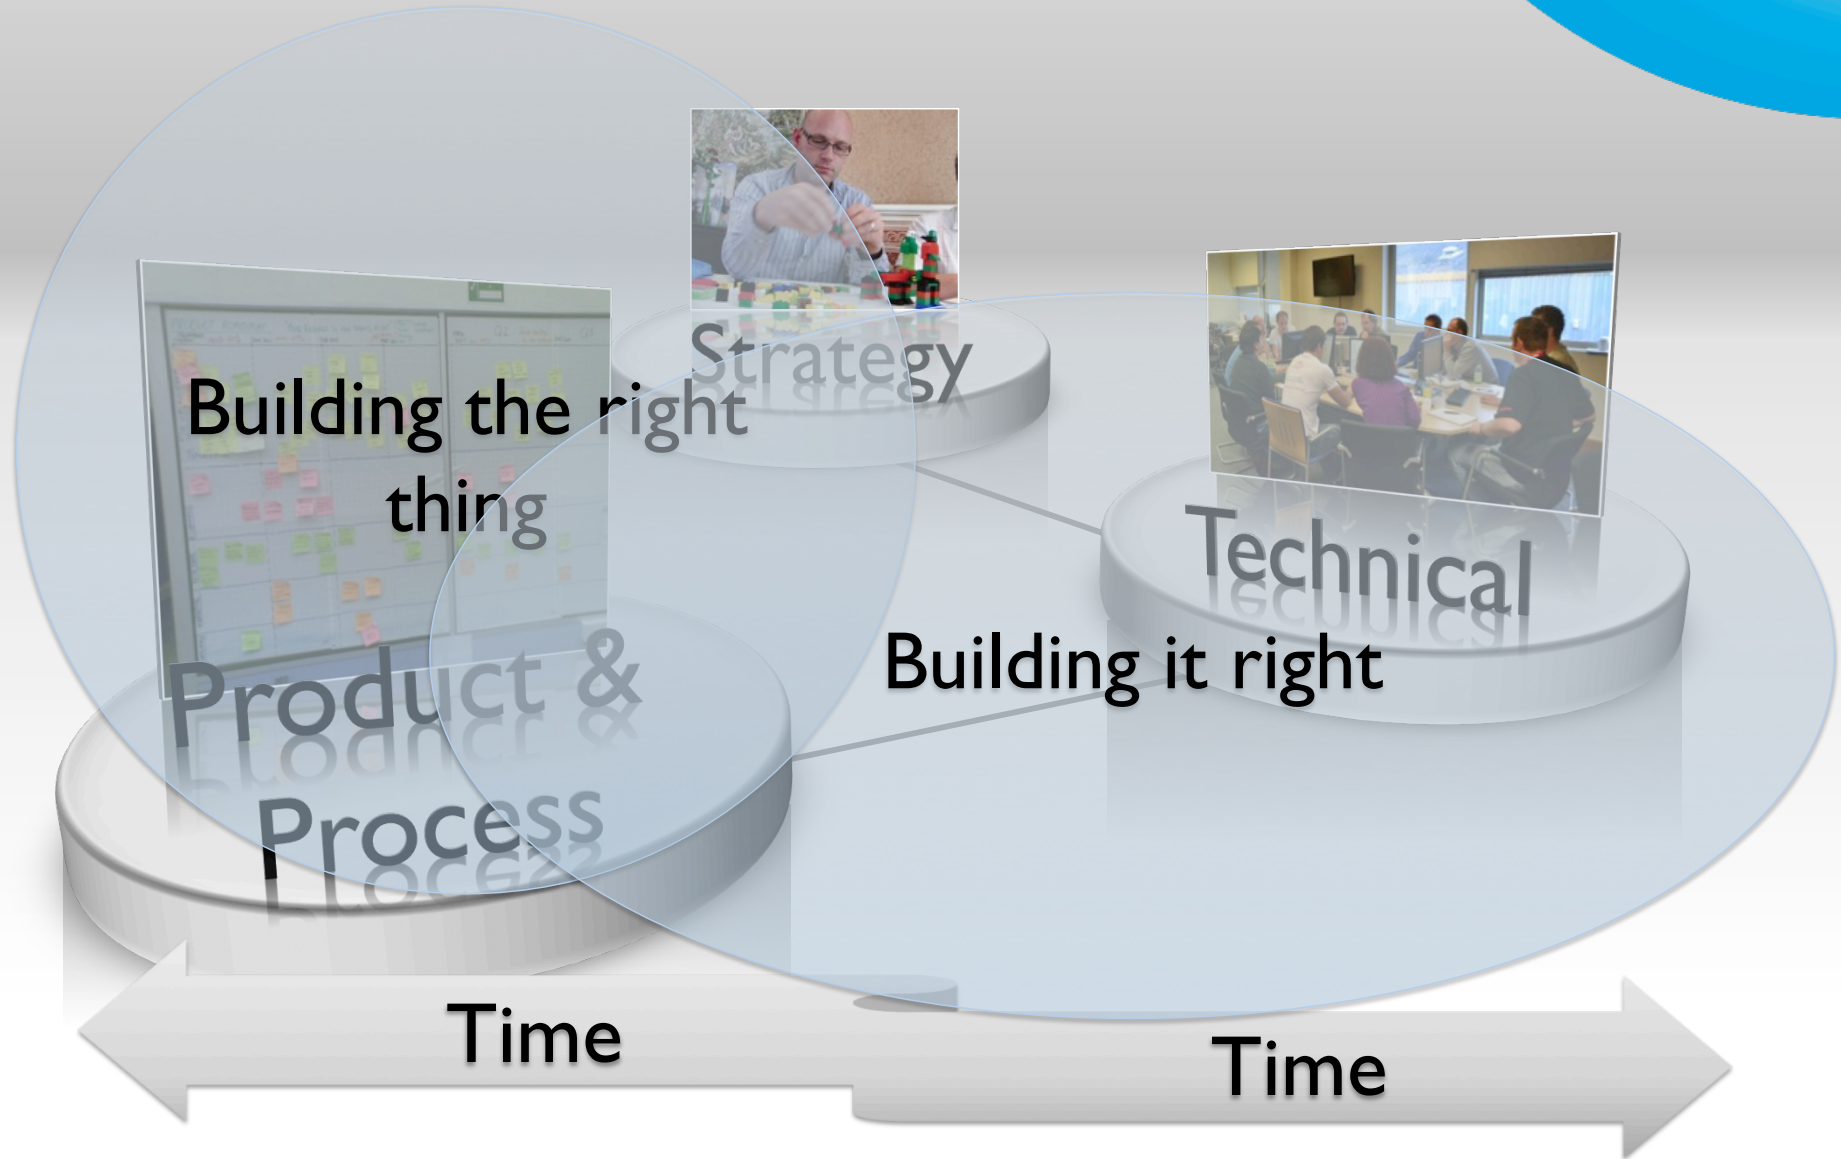 Strategy
Building the right
thing
Technical
Building it right
Product &
Process
Time
Time